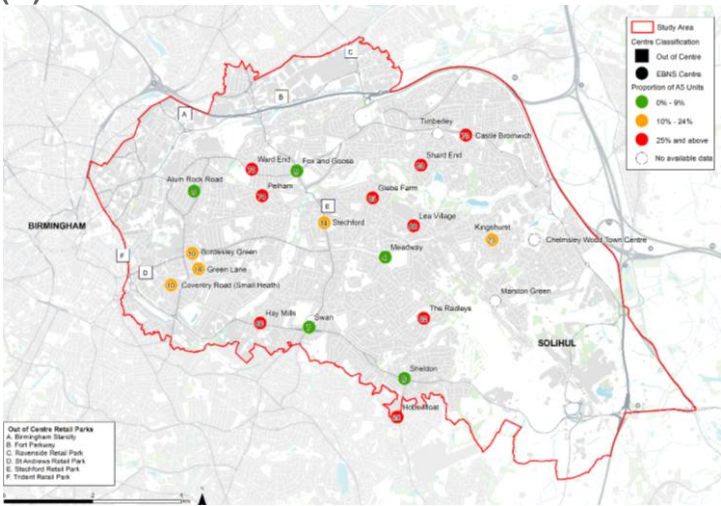 C
Study Area
Centre Classification
Out of Centre
EBNS Centre
Proportion of A5 Units
0% - 9%
10% - 24%
25% and above
No available data
B
A
Timberley
Castle Bromwich
Ward End
Fox and Goose
Shard End
Alum Rock Road
Pelham
Glebe Farm
E
Stechford
Lea Village
BIRMINGHAM
Kingshurst
Chelmsley Wood Town Centre
Bordesley Green
Meadway
F
D
Green Lane
Coventry Road (Small Heath)
Marston Green
Hay Mills
Swan
The Radleys
SOLIHUL
Sheldon
Hobs Moat
Out of Centre Retail Parks
A. Birmingham Starcity
B. Fort Parkway
C. Ravenside Retail Park
D. St Andrews Retail Park
E. Stechford Retail Park
F. Trident Retail Park
0
2